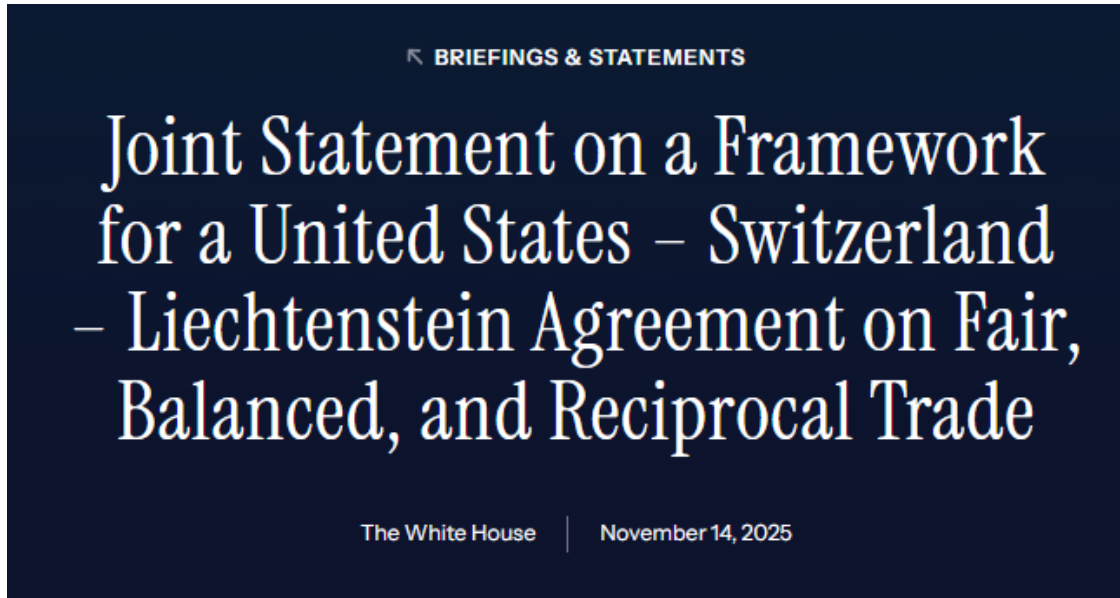 BRIEFINGS & STATEMENTS
Joint Statement on a Framework
for a United States – Switzerland
– Liechtenstein Agreement on Fair,
Balanced, and Reciprocal Trade
The White House | November 14, 2025